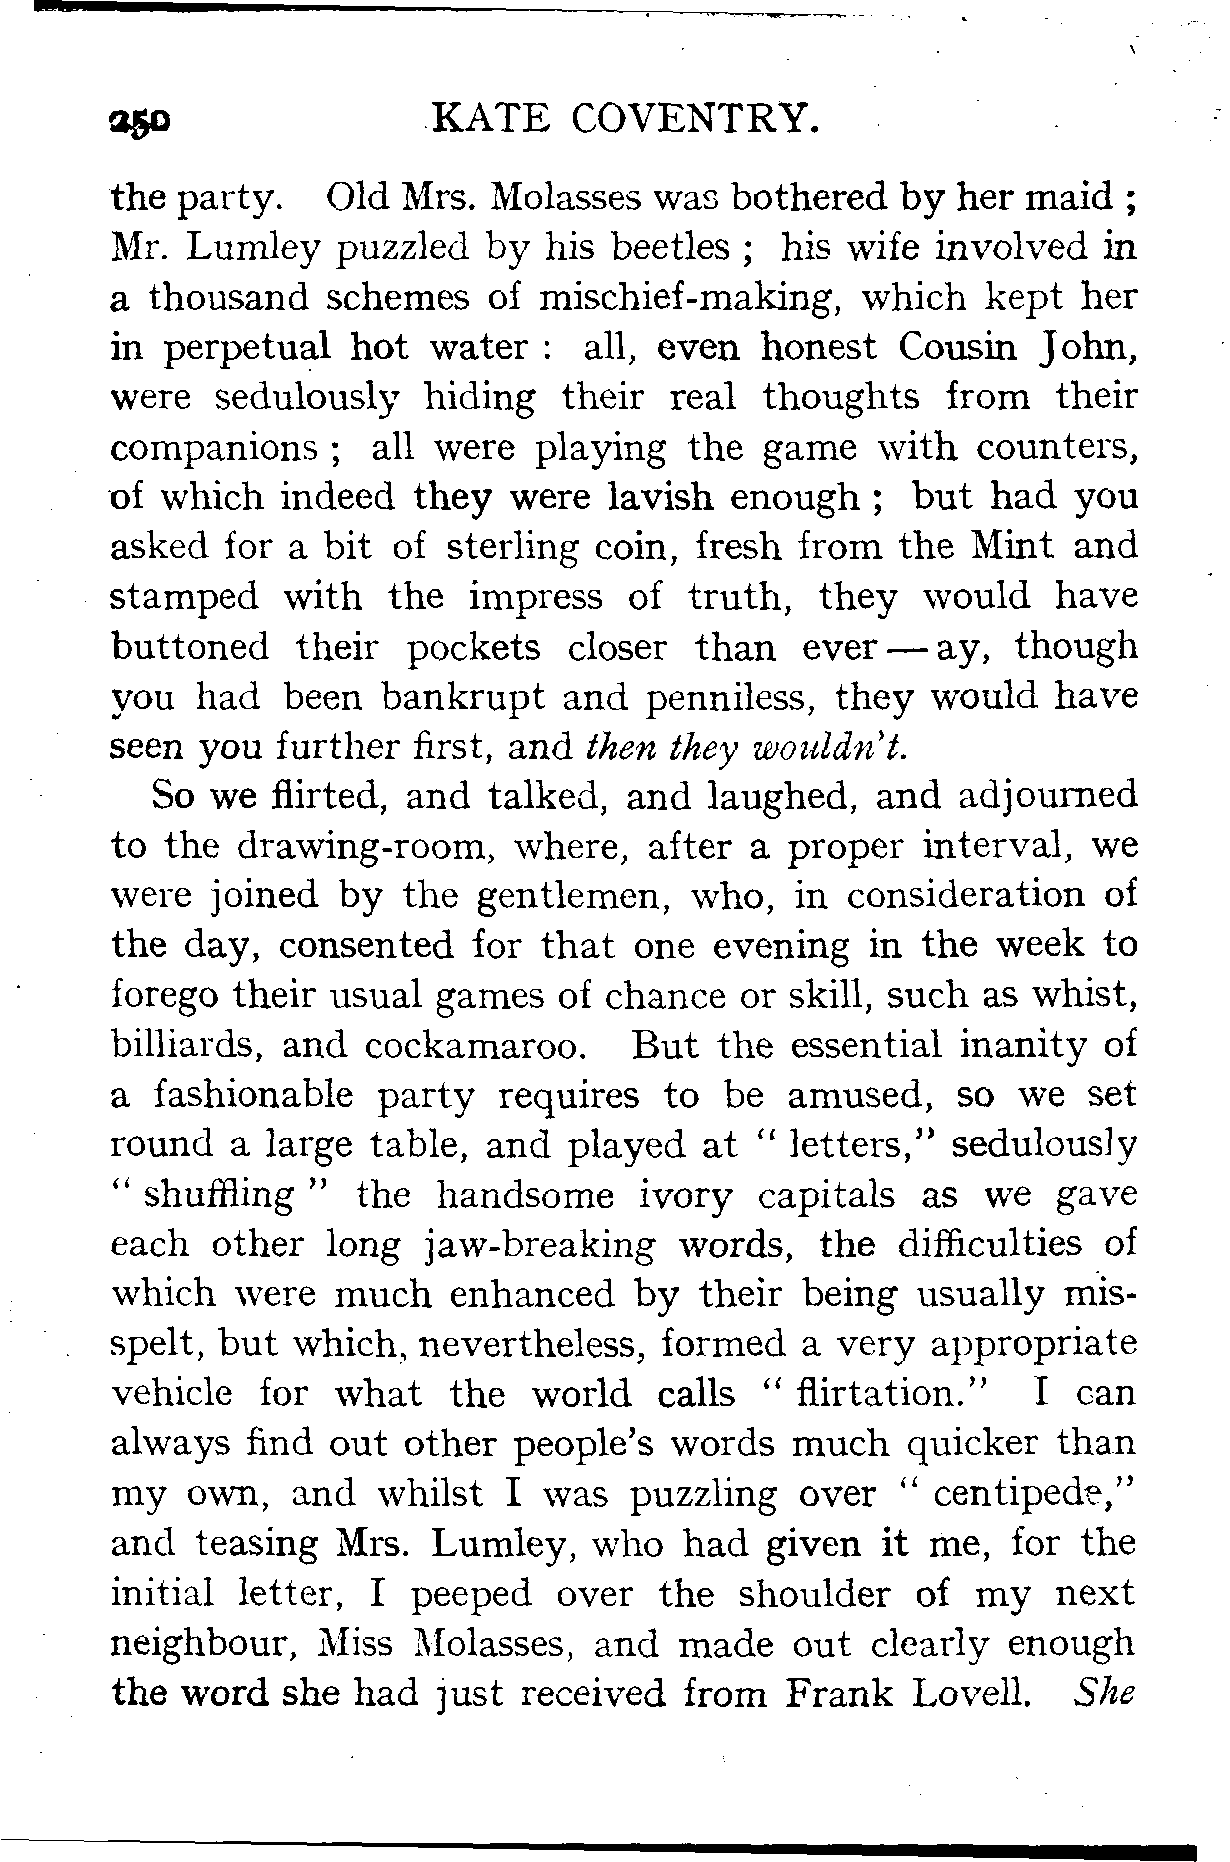 250 KATE COVENTRY.
the party. Old Mrs. Molasses was bothered by her maid ;
Mr. Lumley puzzled by his beetles ; his wife involved in
a thousand schemes of mischief-making, which kept her
in perpetual hot water : all, even honest Cousin John,
were sedulously hiding their real thoughts from their
companions ; all were playing the game with counters,
of which indeed they were lavish enough ; but had you
asked for a bit of sterling coin, fresh from the Mint and
stamped with the impress of truth, they would have
buttoned their pockets closer than ever — ay, though
you had been bankrupt and penniless, they would have
seen you further first, and then they wouldn't.
So we flirted, and talked, and laughed, and adjourned
to the drawing-room, where, after a proper interval, we
were joined by the gentlemen, who, in consideration of
the day, consented for that one evening in the week to
forego their usual games of chance or skill, such as whist,
billiards, and cockamaroo. But the essential inanity of
a fashionable party requires to be amused, so we set
round a large table, and played at " letters," sedulously
" shuffling " the handsome ivory capitals as we gave
each other long jaw-breaking words, the difficulties of
which were much enhanced by their being usually mis-
spelt, but which, nevertheless, formed a very appropriate
vehicle for what the world calls " flirtation." I can
always find out other people's words much quicker than
my own, and whilst I was puzzling over " centipede,"
and teasing Mrs. Lumley, who had given it me, for the
initial letter, I peeped over the shoulder of my next
neighbour, Miss Molasses, and made out clearly enough
the word she had just received from Frank Lovell. She